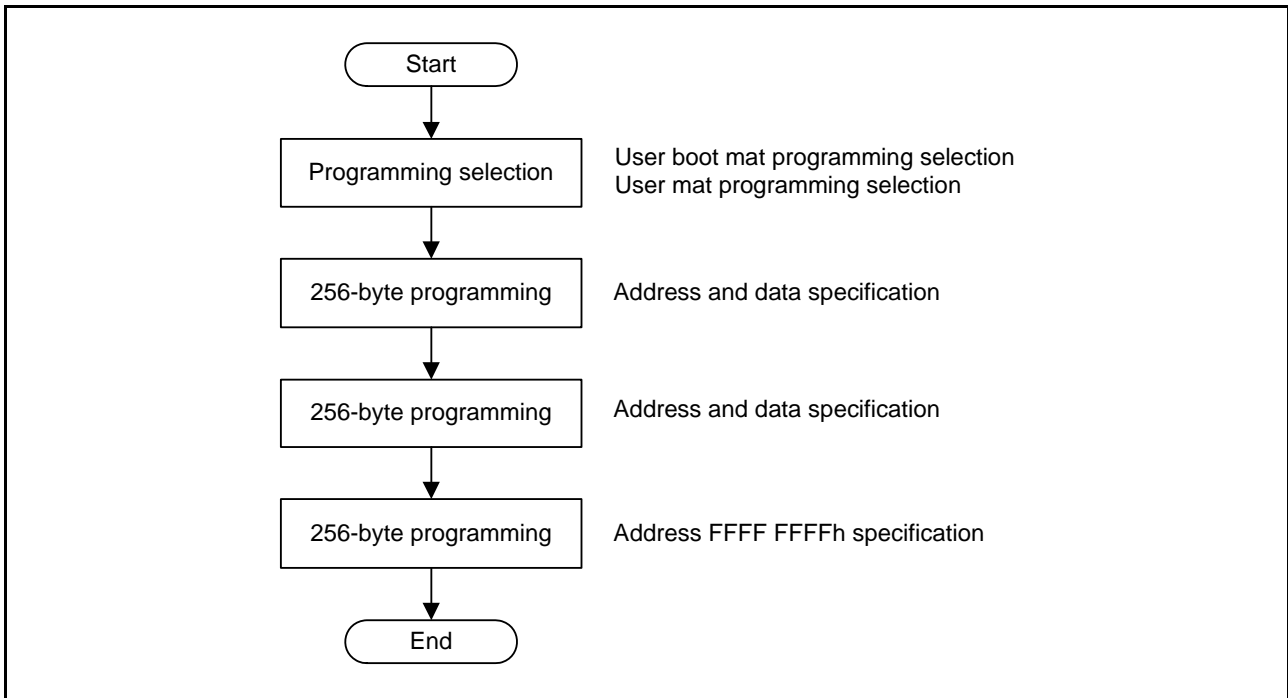 Start
Programming selection
User boot mat programming selection
User mat programming selection
256-byte programming
Address and data specification
256-byte programming
Address and data specification
256-byte programming
Address FFFF FFFFh specification
End